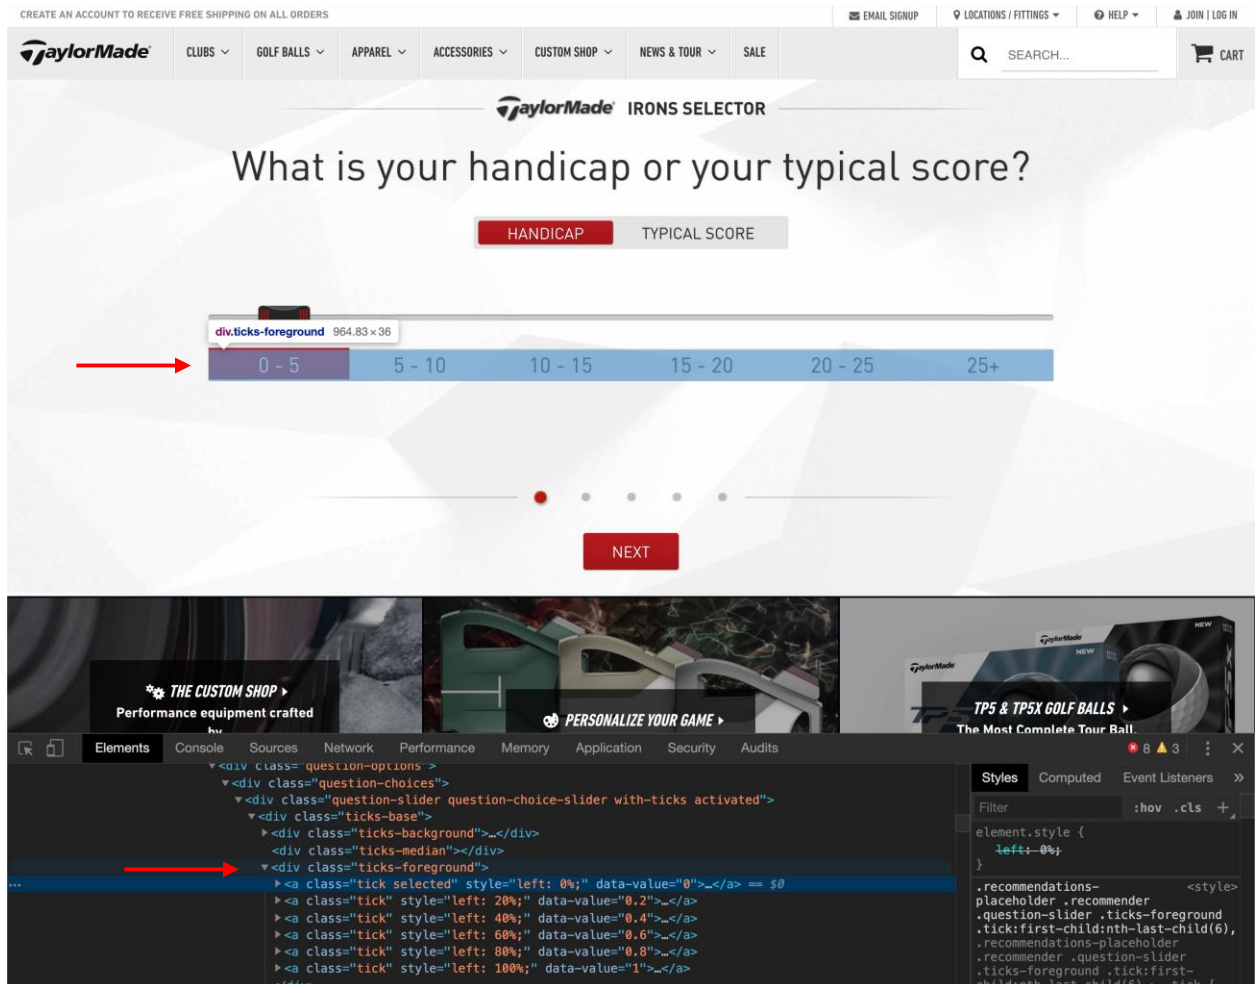 CREATE AN ACCOUNT TO RECEIVE FREE SHIPPING ON ALL ORDERS
EMAIL SIGNUP
LOCATIONS / FITTINGS
HELP
JOIN | LOG IN
TaylorMade
CLUBS
GOLF BALLS
APPAREL
ACCESSORIES
CUSTOM SHOP
NEWS & TOUR
SALE
SEARCH...
CART
TaylorMade IRONS SELECTOR
What is your handicap or your typical score?
HANDICAP
TYPICAL SCORE
div.ticks-foreground 964.83 × 36
0 - 5
5 - 10
10 - 15
15 - 20
20 - 25
25+
NEXT
THE CUSTOM SHOP
Performance equipment crafted
by
PERSONALIZE YOUR GAME
TaylorMade
NEW
TaylorMade
NEW
TP5 & TP5X GOLF BALLS
The Most Complete Tour Ball.
Elements
Console
Sources
Network
Performance
Memory
Application
Security
Audits
8
3
<div class="question-options">
<div class="question-choices">
<div class="question-slider question-choice-slider with-ticks activated">
<div class="ticks-base">
<div class="ticks-background">…</div>
<div class="ticks-median"></div>
<div class="ticks-foreground">
<a class="tick selected" style="left: 0%;" data-value="0">…</a> == $0
<a class="tick" style="left: 20%;" data-value="0.2">…</a>
<a class="tick" style="left: 40%;" data-value="0.4">…</a>
<a class="tick" style="left: 60%;" data-value="0.6">…</a>
<a class="tick" style="left: 80%;" data-value="0.8">…</a>
<a class="tick" style="left: 100%;" data-value="1">…</a>
Styles
Computed
Event Listeners
»
Filter
:hov .cls +
element.style {
left: 0%;
}
.recommendations- <style>
placeholder .recommender
.question-slider .ticks-foreground
.tick:first-child:nth-last-child(6),
.recommendations-placeholder
.recommender .question-slider
.ticks-foreground .tick:first-